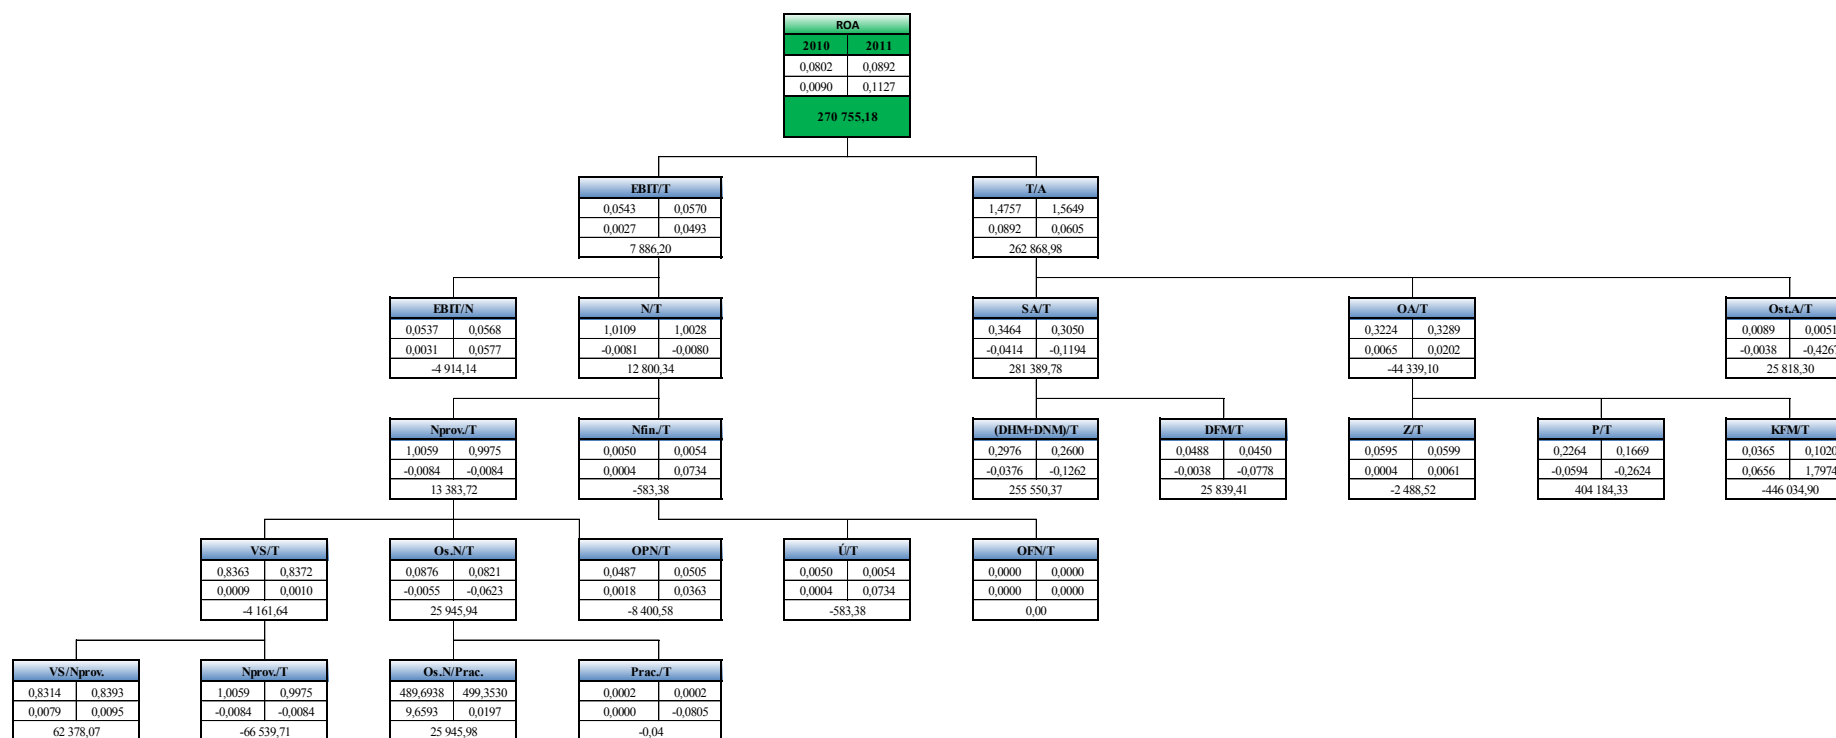 ROA
2010 2011
0,0802 0,0892
0,0090 0,1127
270 755,18
EBIT/T T/A
0,0543 0,0570 1,4757 1,5649
0,0027 0,0493 0,0892 0,0605
7 886,20 262 868,98
EBIT/N N/T SA/T OA/T Ost.A/T
0,0537 0,0568 1,0109 1,0028 0,3464 0,3050 0,3224 0,3289 0,0089 0,0051
0,0031 0,0577 -0,0081 -0,0080 -0,0414 -0,1194 0,0065 0,0202 -0,0038 -0,4267
-4 914,14 12 800,34 281 389,78 -44 339,10 25 818,30
Nprov./T Nfin./T (DHM+DNM)/T DFM/T Z/T P/T KFM/T
1,0059 0,9975 0,0050 0,0054 0,2976 0,2600 0,0488 0,0450 0,0595 0,0599 0,2264 0,1669 0,0365 0,1020
-0,0084 -0,0084 0,0004 0,0734 -0,0376 -0,1262 -0,0038 -0,0778 0,0004 0,0061 -0,0594 -0,2624 0,0656 1,7974
13 383,72 -583,38 255 550,37 25 839,41 -2 488,52 404 184,33 -446 034,90
VS/T Os.N/T OPN/T Ú/T OFN/T
0,8363 0,8372 0,0876 0,0821 0,0487 0,0505 0,0050 0,0054 0,0000 0,0000
0,0009 0,0010 -0,0055 -0,0623 0,0018 0,0363 0,0004 0,0734 0,0000 0,0000
-4 161,64 25 945,94 -8 400,58 -583,38 0,00
VS/Nprov. Nprov./T Os.N/Prac. Prac./T
0,8314 0,8393 1,0059 0,9975 489,6938 499,3530 0,0002 0,0002
0,0079 0,0095 -0,0084 -0,0084 9,6593 0,0197 0,0000 -0,0805
62 378,07 -66 539,71 25 945,98 -0,04